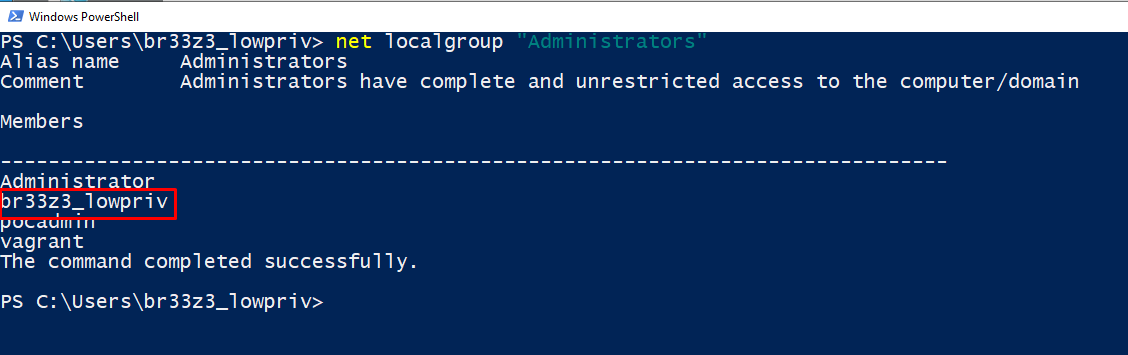 Windows PowerShell
PS C:\Users\br33z3_lowpriv> net localgroup "Administrators"
Alias name     Administrators
Comment        Administrators have complete and unrestricted access to the computer/domain
Members
-------------------------------------------------------------------------------
Administrator
br33z3_lowpriv
pocadmin
vagrant
The command completed successfully.
PS C:\Users\br33z3_lowpriv>